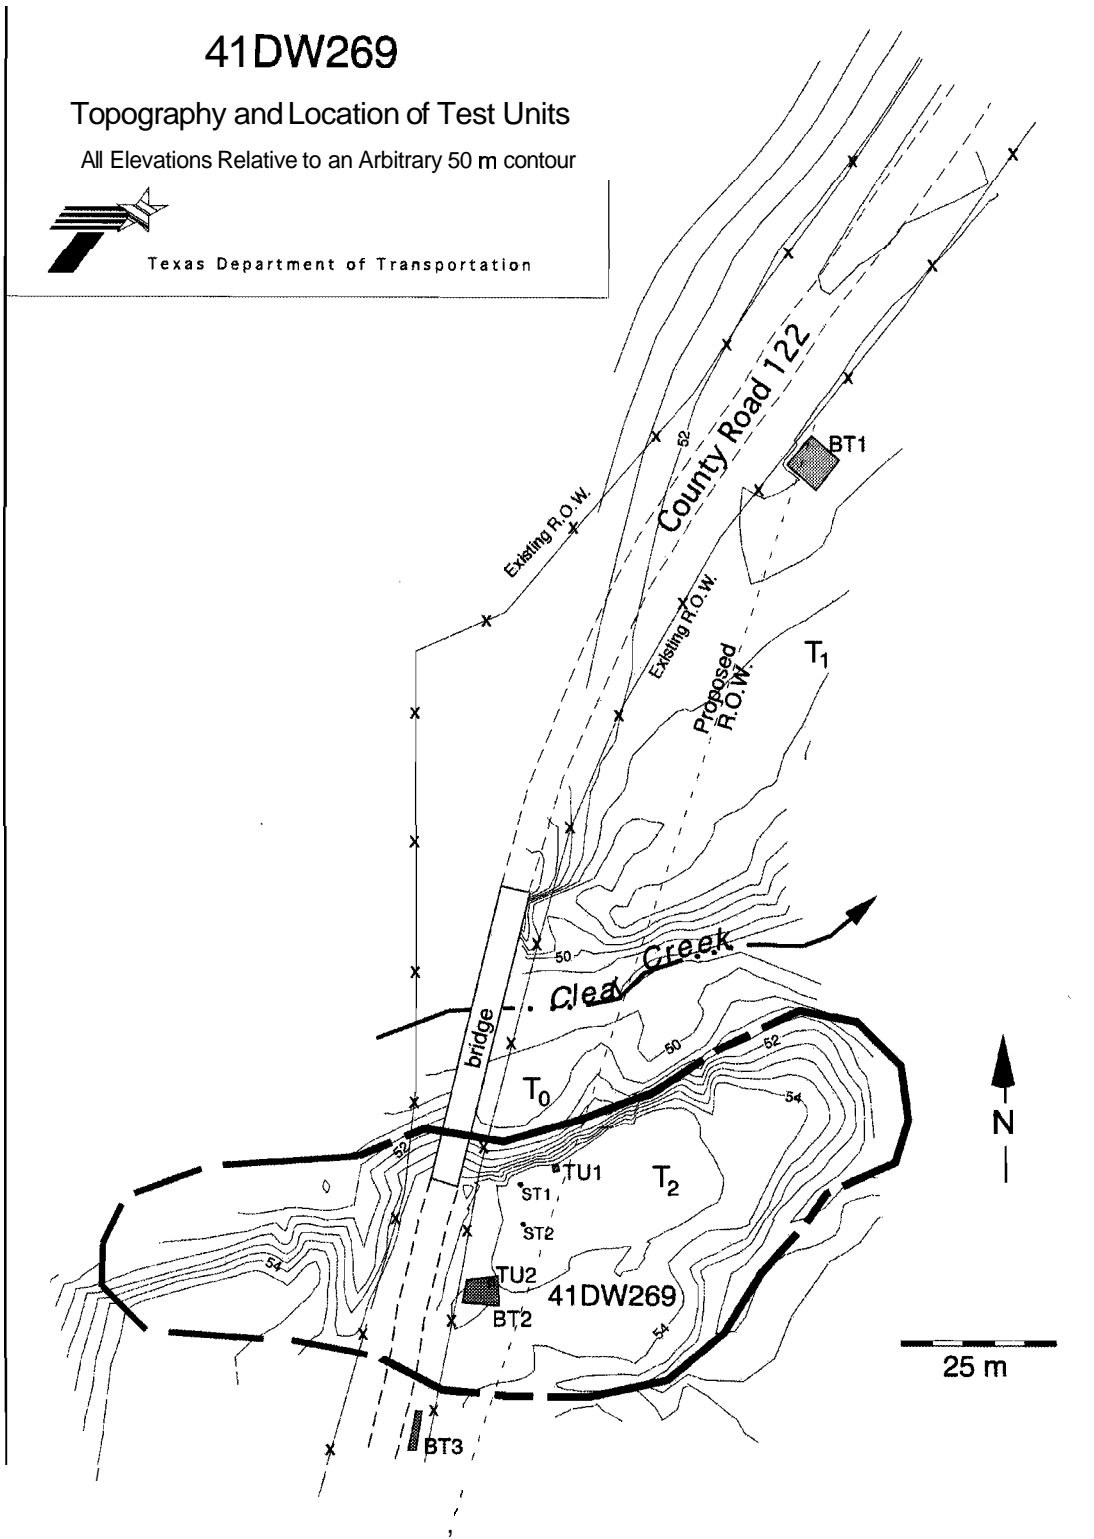 41DW269
Topography and Location of Test Units
All Elevations Relative to an Arbitrary 50 m contour
Texas Department of Transportation
x
x
x
x
x
x
County Road 122
x
52
x
BT1
x
Existing R.O.W.
x
x
x
Existing R.O.W.
T1
Proposed
R.O.W.
x
x
x
x
x
50
Clear Creek
x
bridge
x
50
52
T0
54
x
52
x
TU1
T2
ST1
x
x
ST2
54
TU2
41DW269
BT2
x
x
54
N
25 m
x
BT3
x